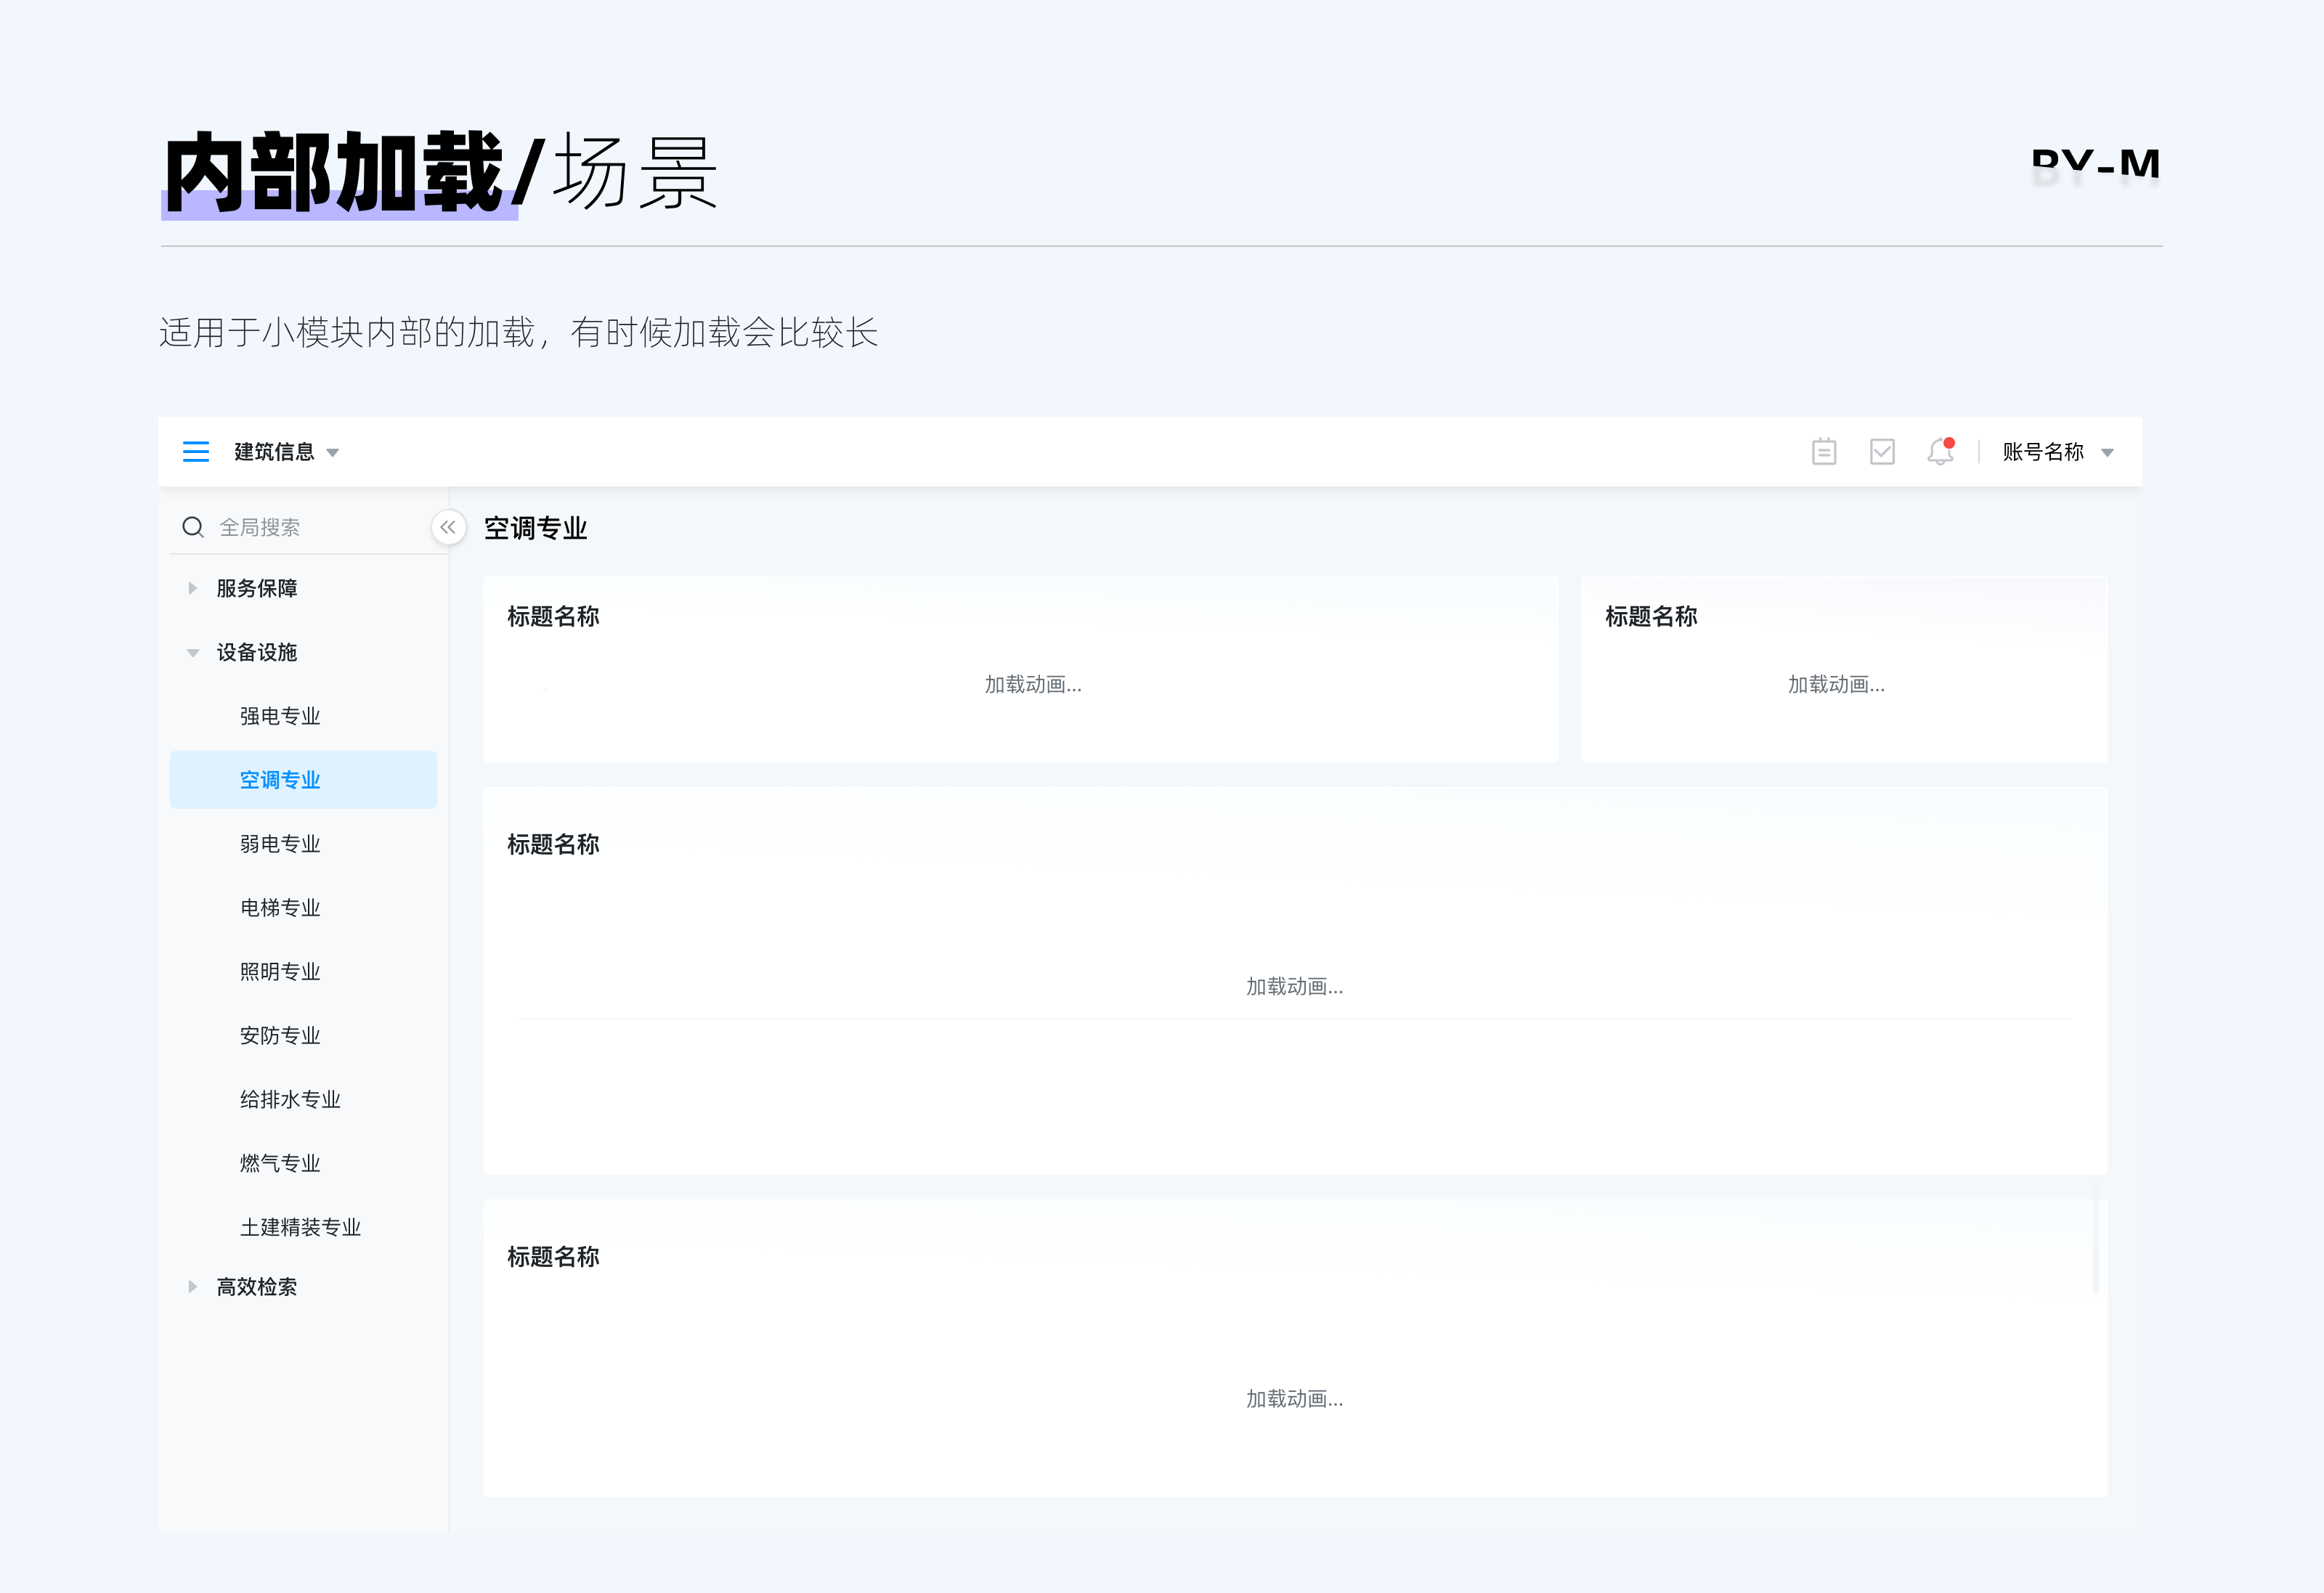 内部加载/场景
BY-M
适用于小模块内部的加载，有时候加载会比较长
建筑信息
账号名称
全局搜索
服务保障
设备设施
强电专业
空调专业
弱电专业
电梯专业
照明专业
安防专业
给排水专业
燃气专业
土建精装专业
高效检索
空调专业
标题名称
加载动画...
标题名称
加载动画...
标题名称
加载动画...
标题名称
加载动画...